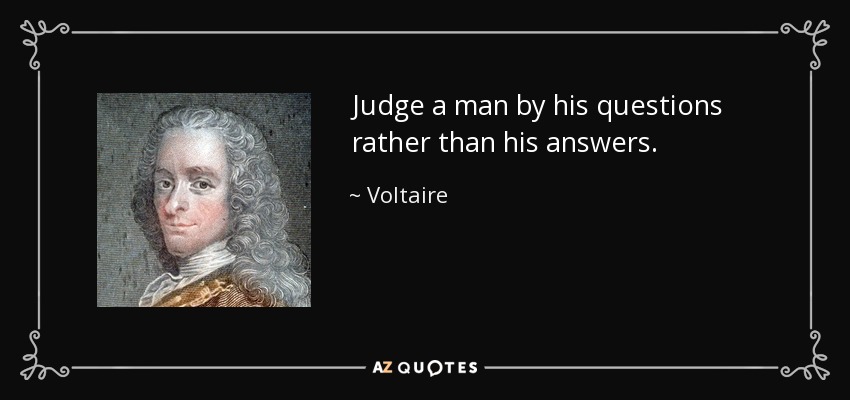 Judge a man by his questions
rather than his answers.
~ Voltaire
AZ QUOTES